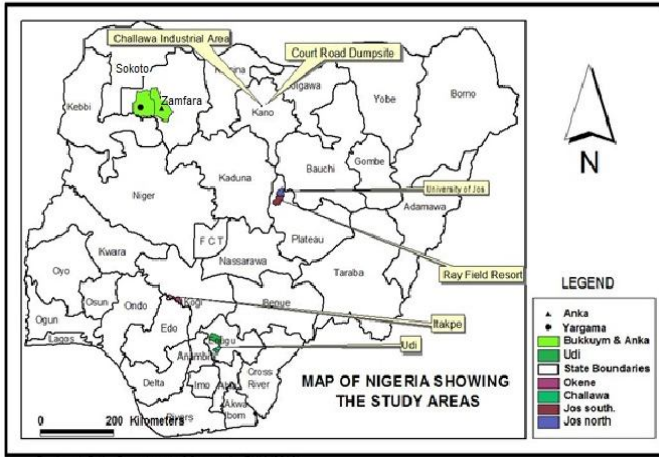 Challawa Industrial Area
Court Road Dumpsite
Sokoto
Zamfara
Kebbi
Kano
Yobe
Borno
Kaduna
Bauchi
Gombe
Niger
University of Jos
Adamawa
FCT
Plateau
Kwara
Nassarawa
Taraba
Ray Field Resort
Oyo
Osun
Ondo
Kogi
Benue
Itakpe
Ogun
Edo
Enugu
Udi
Lagos
Anambra
Delta
Imo
Cross
River
Akwa
Ibom
Rivers
MAP OF NIGERIA SHOWING
THE STUDY AREAS
0 200 Kilometers
N
LEGEND
Anka
Yargama
Bukkuym & Anka
Udi
State Boundaries
Okene
Challawa
Jos south.
Jos north